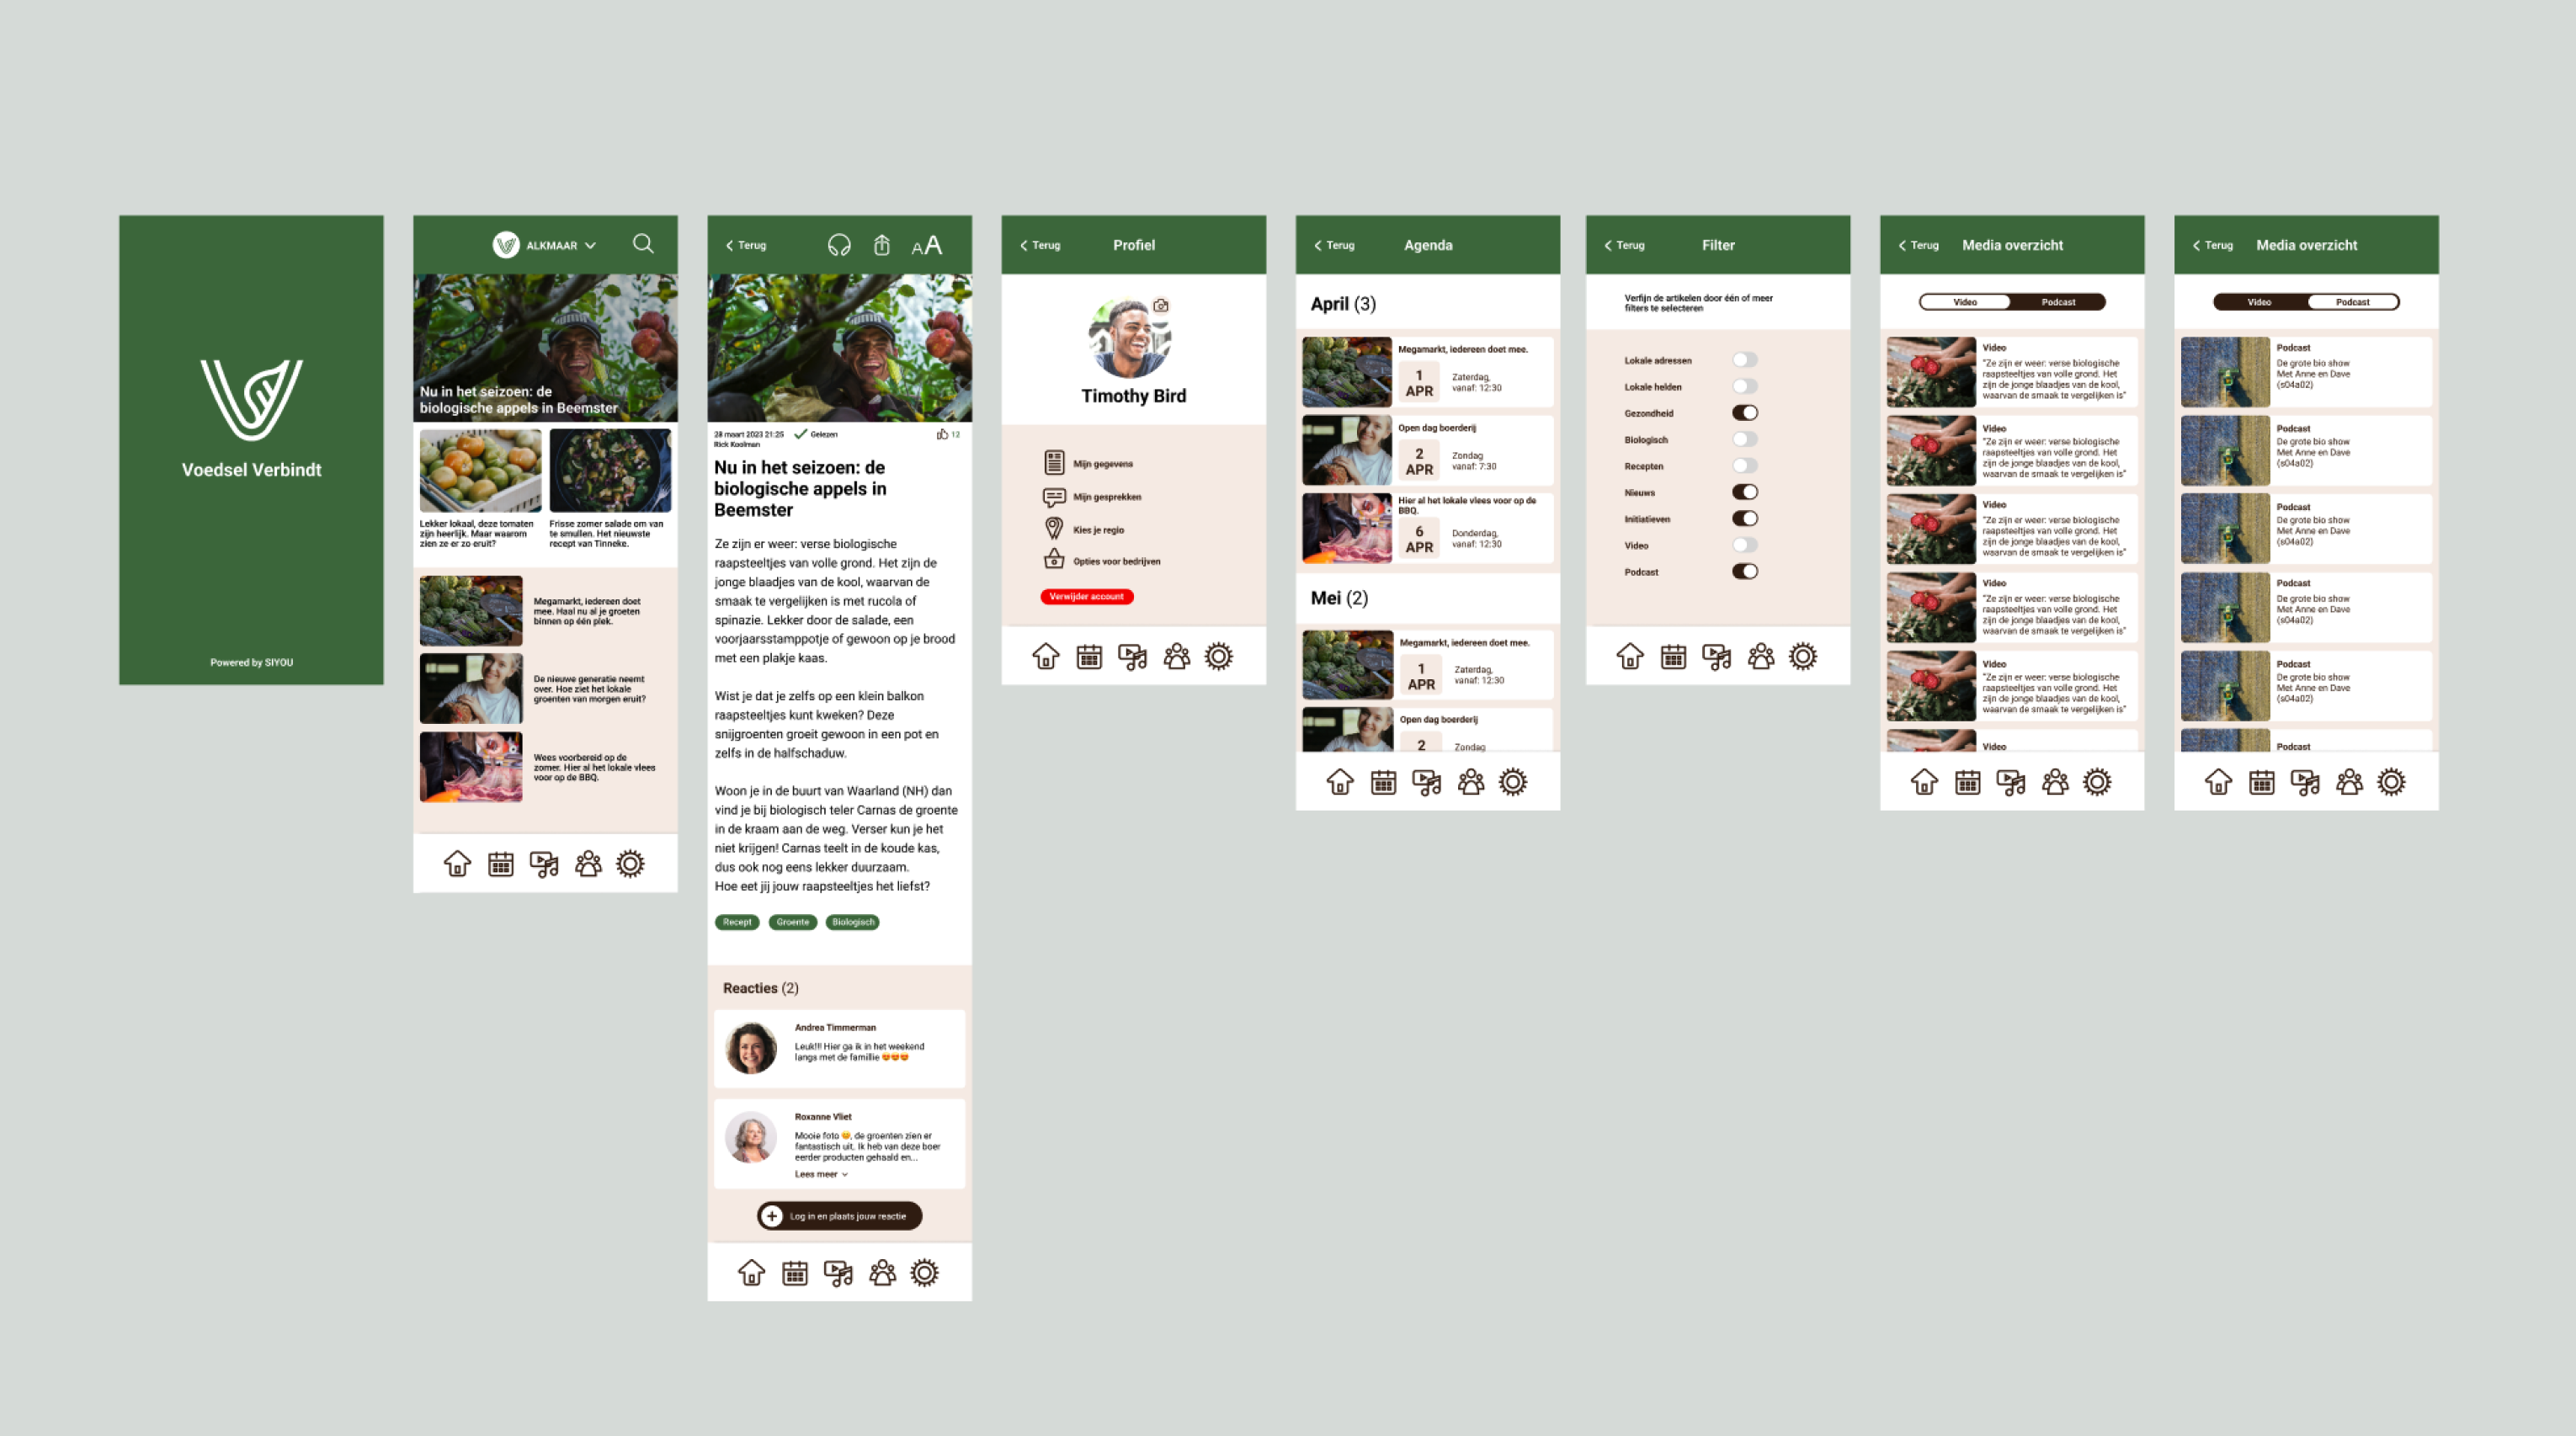 Voedsel Verbindt
Powered by SIYOU
ALKMAAR
Nu in het seizoen: de
biologische appels in Beemster
Lekker lokaal, deze tomaten
zijn heerlijk. Maar waarom
zien ze er zo eruit?
Frisse zomer salade om van
te smullen. Het nieuwste
recept van Tinneke.
Megamarkt, iedereen doet
mee. Haal nu al je groeten
binnen op één plek.
De nieuwe generatie neemt
over. Hoe ziet het lokale
groenten van morgen eruit?
Wees voorbereid op de
zomer. Hier al het lokale vlees
voor op de BBQ.
Terug
AA
28 maart 2023 21:25
Gelezen
12
Rick Koolman
Nu in het seizoen: de
biologische appels in
Beemster
Ze zijn er weer: verse biologische
raapsteeltjes van volle grond. Het zijn de
jonge blaadjes van de kool, waarvan de
smaak te vergelijken is met rucola of
spinazie. Lekker door de salade, een
voorjaarsstamppotje of gewoon op je brood
met een plakje kaas.
Wist je dat je zelfs op een klein balkon
raapsteeltjes kunt kweken? Deze
snijgroenten groeit gewoon in een pot en
zelfs in de halfschaduw.
Woon je in de buurt van Waarland (NH) dan
vind je bij biologisch teler Carnas de groente
in de kraam aan de weg. Verser kun je het
niet krijgen! Carnas teelt in de koude kas,
dus ook nog eens lekker duurzaam.
Hoe eet jij jouw raapsteeltjes het liefst?
Recept
Groente
Biologisch
Reacties (2)
Andrea Timmerman
Leuk!!! Hier ga ik in het weekend
langs met de famillie 😍😍😍
Roxanne Vliet
Mooie foto 😊, de groenten zien er
fantastisch uit. Ik heb van deze boer
eerder producten gehaald en...
Lees meer
Log in en plaats jouw reactie
Terug
Profiel
Timothy Bird
Mijn gegevens
Mijn gesprekken
Kies je regio
Opties voor bedrijven
Verwijder account
Terug
Agenda
April (3)
Megamarkt, iedereen doet mee.
1
APR
Zaterdag,
vanaf: 12:30
Open dag boerderij
2
APR
Zondag
vanaf: 7:30
Hier al het lokale vlees voor op de
BBQ.
6
APR
Donderdag,
vanaf: 12:30
Mei (2)
Megamarkt, iedereen doet mee.
1
APR
Zaterdag,
vanaf: 12:30
Open dag boerderij
2
Zondag
Terug
Filter
Verfijn de artikelen door één of meer
filters te selecteren
Lokale adressen
Lokale helden
Gezondheid
Biologisch
Recepten
Nieuws
Initiatieven
Video
Podcast
Terug
Media overzicht
Video
Podcast
Video
"Ze zijn er weer: verse biologische
raapsteeltjes van volle grond. Het
zijn de jonge blaadjes van de kool,
waarvan de smaak te vergelijken is"
Video
"Ze zijn er weer: verse biologische
raapsteeltjes van volle grond. Het
zijn de jonge blaadjes van de kool,
waarvan de smaak te vergelijken is"
Video
"Ze zijn er weer: verse biologische
raapsteeltjes van volle grond. Het
zijn de jonge blaadjes van de kool,
waarvan de smaak te vergelijken is"
Video
"Ze zijn er weer: verse biologische
raapsteeltjes van volle grond. Het
zijn de jonge blaadjes van de kool,
waarvan de smaak te vergelijken is"
Video
"Ze zijn er weer: verse biologische
raapsteeltjes van volle grond. Het
zijn de jonge blaadjes van de kool,
waarvan de smaak te vergelijken is"
Video
Terug
Media overzicht
Video
Podcast
Podcast
De grote bio show
Met Anne en Dave
(s04a02)
Podcast
De grote bio show
Met Anne en Dave
(s04a02)
Podcast
De grote bio show
Met Anne en Dave
(s04a02)
Podcast
De grote bio show
Met Anne en Dave
(s04a02)
Podcast
De grote bio show
Met Anne en Dave
(s04a02)
Podcast